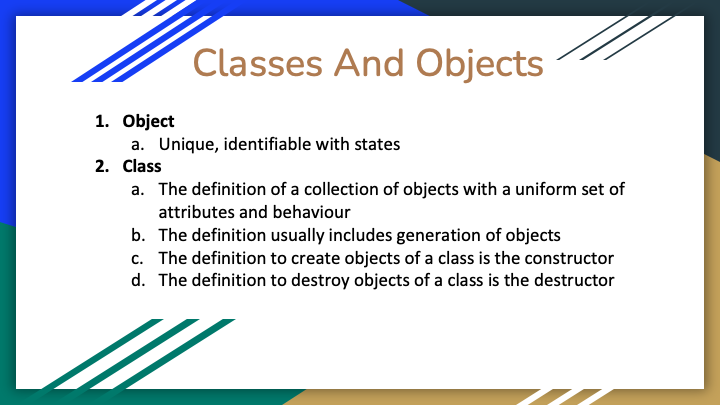 Classes And Objects
1. Object
a. Unique, identifiable with states
2. Class
a. The definition of a collection of objects with a uniform set of
attributes and behaviour
b. The definition usually includes generation of objects
c. The definition to create objects of a class is the constructor
d. The definition to destroy objects of a class is the destructor